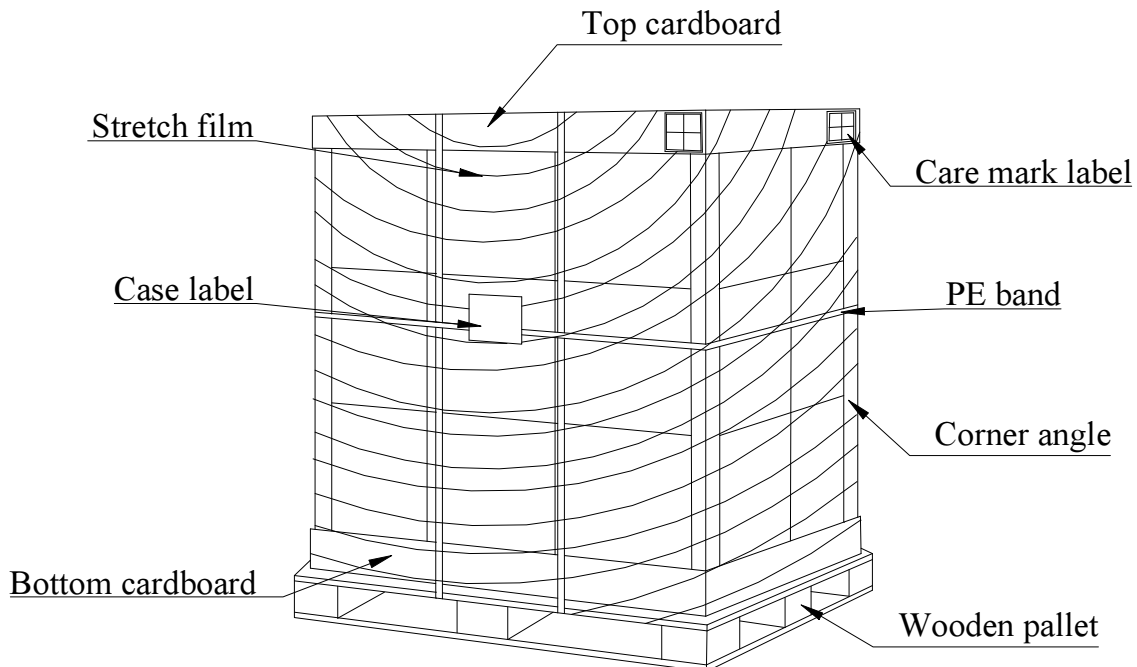 Top cardboard
Stretch film
Care mark label
Case label
PE band
Corner angle
Bottom cardboard
Wooden pallet